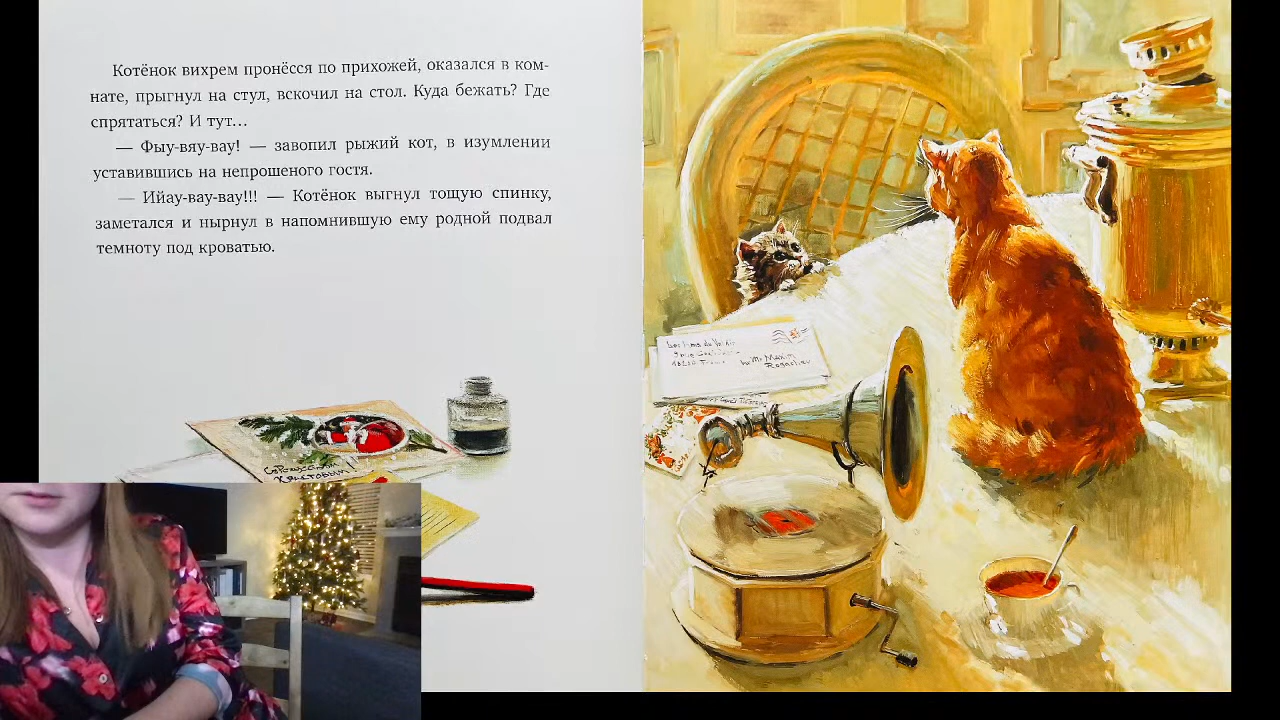 Котёнок вихрем пронёсся по прихожей, оказался в ком-
нате, прыгнул на стул, вскочил на стол. Куда бежать? Где
спрятаться? И тут...
— Фыу-вяу-вау! — завопил рыжий кот, в изумлении
уставившись на непрошеного гостя.
— Ийау-вау-вау!!! — Котёнок выгнул тощую спинку,
заметался и нырнул в напомнившую ему родной подвал
темноту под кроватью.